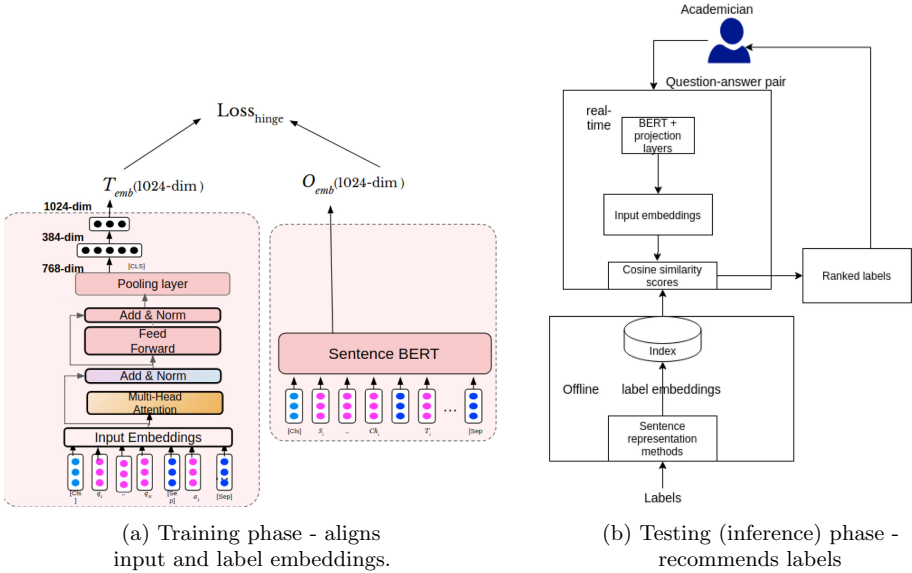 Loss_hinge
T_emb(1024-dim)
O_emb(1024-dim)
1024-dim
384-dim
[CLS]
768-dim
Pooling layer
Add & Norm
Feed
Forward
Add & Norm
Multi-Head
Attention
Input Embeddings
[Cls
]
q_i
..
q_n
[Se
p]
a_i
...
[Sep]
Sentence BERT
...
[Cls]
S_i
..
Ch_i
T_i
[Sep
(a) Training phase - aligns
input and label embeddings.
Academician
Question-answer pair
real-
time
BERT +
projection
layers
Input embeddings
Cosine similarity
scores
Ranked labels
Index
Offline
label embeddings
Sentence
representation
methods
Labels
(b) Testing (inference) phase -
recommends labels